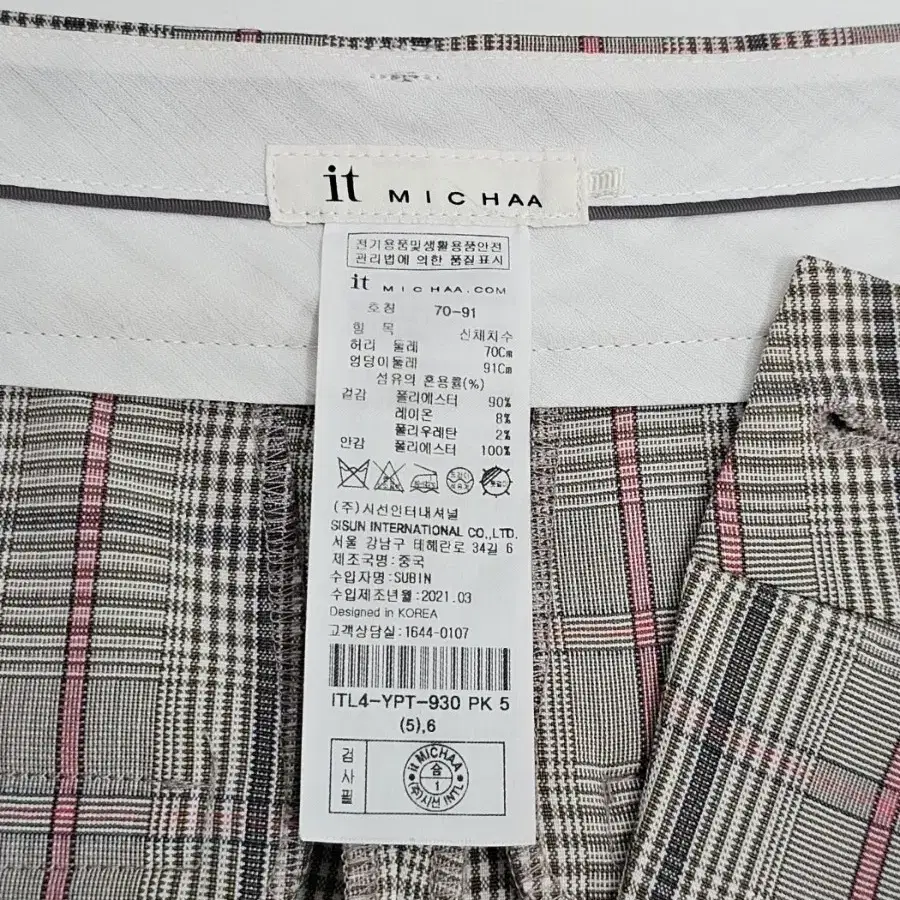 it MICHAA
전기용품및생활용품안전
관리법에 의한 품질표시
it MICHAA.COM
호칭 70-91
항 목 신체치수
허리 둘레 70Cm
엉덩이둘레 91Cm
섬유의 혼용률(%)
겉감 폴리에스터 90%
레이온 8%
폴리우레탄 2%
안감 폴리에스터 100%
(주)시선인터내셔널
SISUN INTERNATIONAL CO.,LTD.
서울 강남구 테헤란로 34길 6
제조국명:중국
수입자명:SUBIN
수입제조년월:2021.03
Designed in KOREA
고객상담실:1644-0107
ITL4-YPT-930 PK 5
(5),6
검사필
it MICHAA
1
(주)시선 INTL